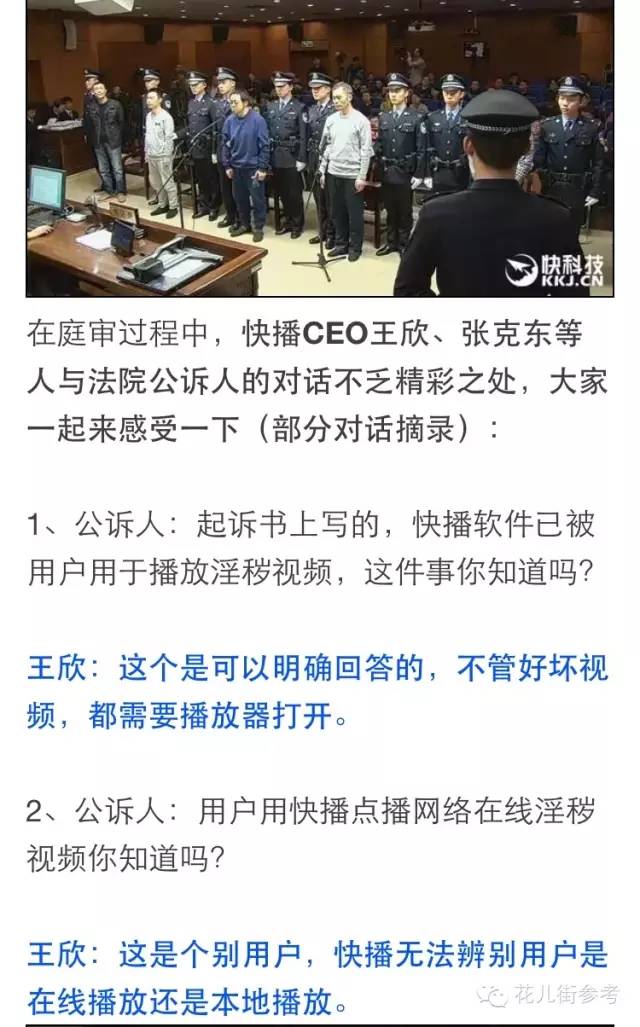 快科技
KKJ.CN
在庭审过程中，快播CEO王欣、张克东等
人与法院公诉人的对话不乏精彩之处，大家
一起来感受一下（部分对话摘录）：
1、公诉人：起诉书上写的，快播软件已被
用户用于播放淫秽视频，这件事你知道吗？
王欣：这个是可以明确回答的，不管好坏视
频，都需要播放器打开。
2、公诉人：用户用快播点播网络在线淫秽
视频你知道吗？
王欣：这是个别用户，快播无法辨别用户是
在线播放还是本地播放。
花儿街参考